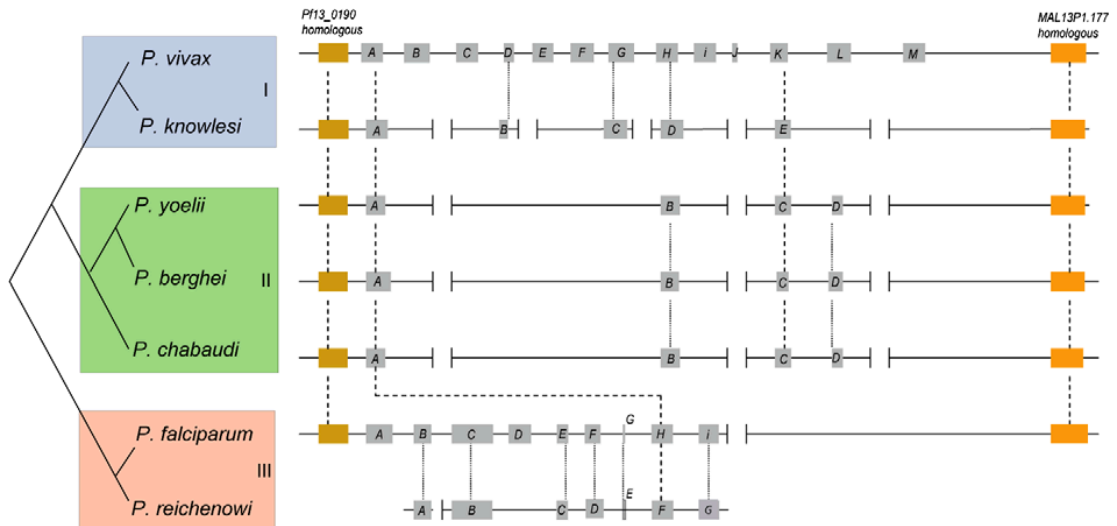 Pf13_0190
homologous
MAL13P1.177
homologous
P. vivax
A B C D E F G H i J K L M
I
P. knowlesi
A B C D E
P. yoelii
A B C D
P. berghei
II
A B C D
P. chabaudi
A B C D
G
P. falciparum
A B C D E F H i
III
E
P. reichenowi
A B C D F G